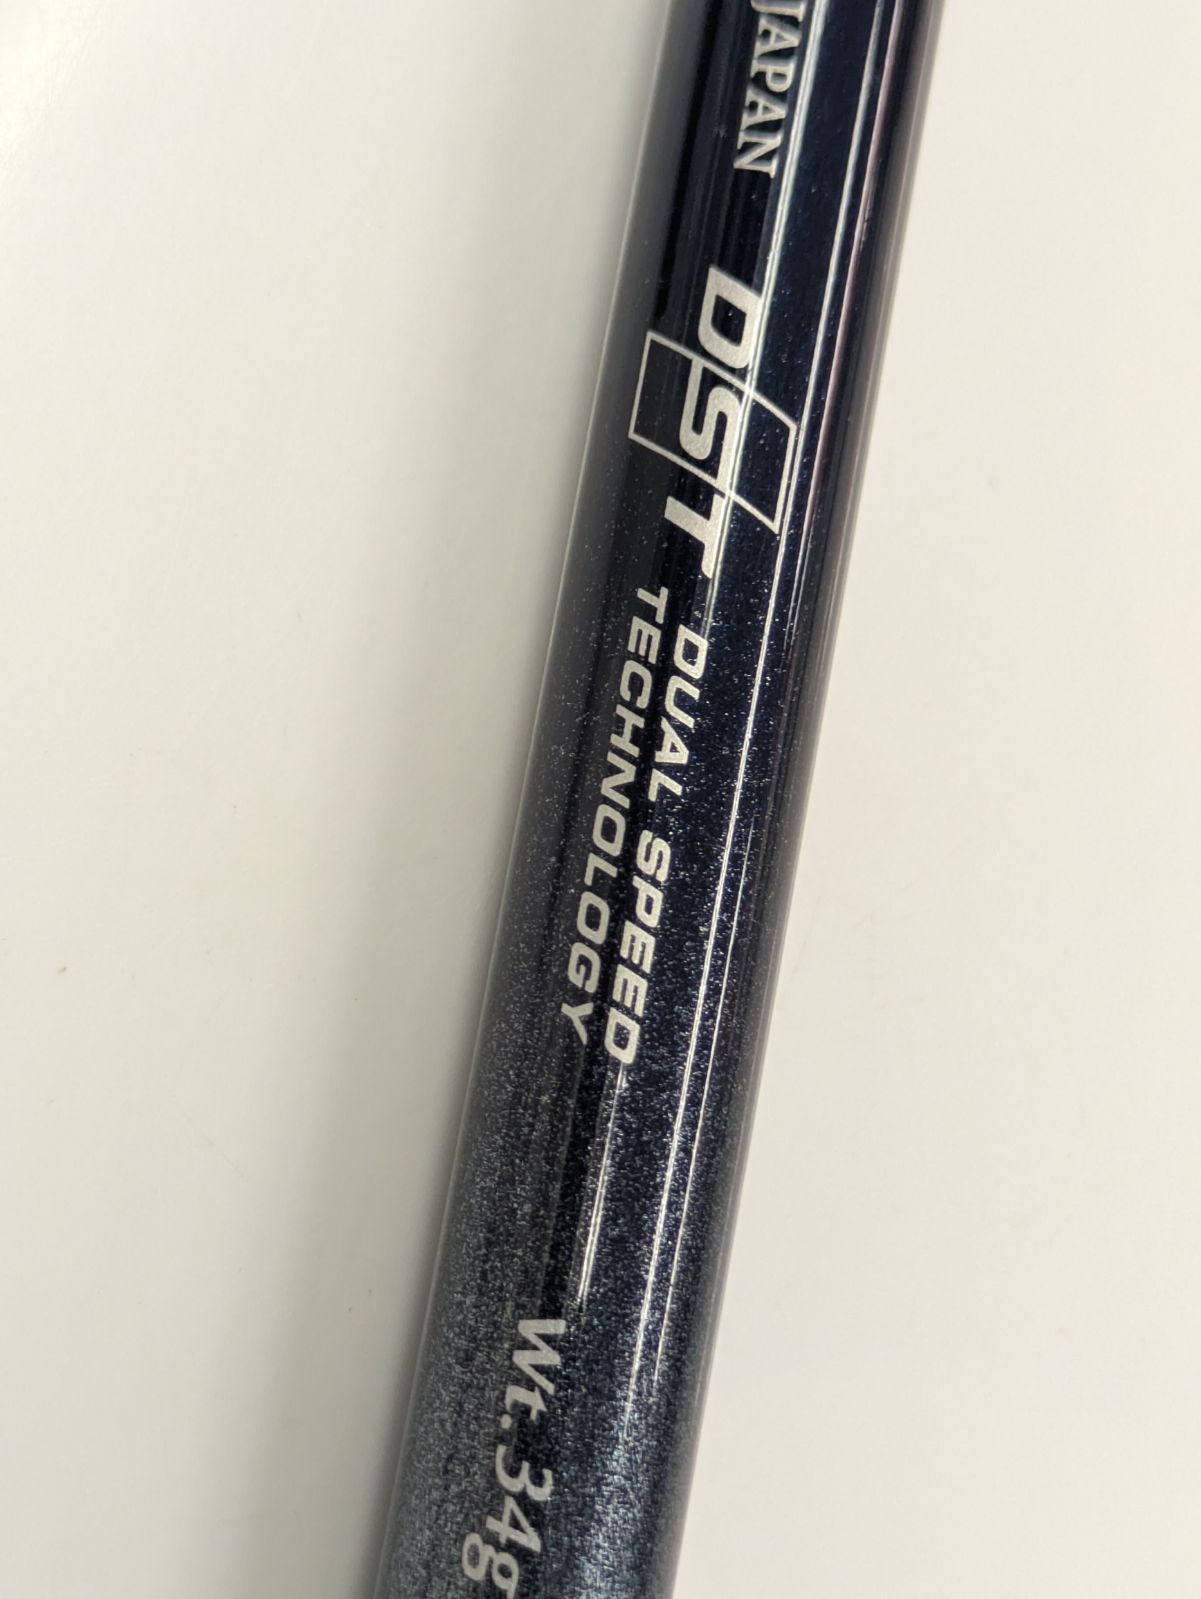 JAPAN
DST
DUAL SPEED
TECHNOLOGY
Wt.34g